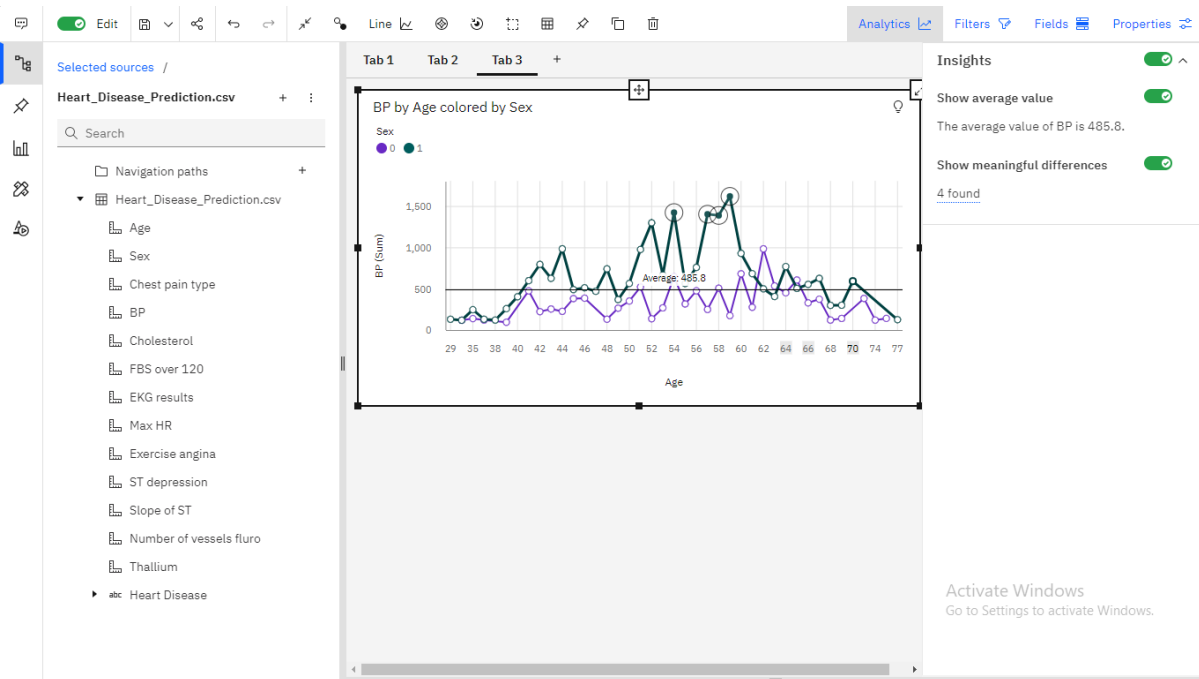 Edit
Line
Analytics
Filters
Fields
Properties
Selected sources /
Heart_Disease_Prediction.csv
Search
Navigation paths
Heart_Disease_Prediction.csv
Age
Sex
Chest pain type
BP
Cholesterol
FBS over 120
EKG results
Max HR
Exercise angina
ST depression
Slope of ST
Number of vessels fluro
Thallium
abc Heart Disease
Tab 1 Tab 2 Tab 3
BP by Age colored by Sex
Sex
0 1
BP (Sum)
1,500
1,000
500
0
Average: 485.8
29 35 38 40 42 44 46 48 50 52 54 56 58 60 62 64 66 68 70 74 77
Age
Insights
Show average value
The average value of BP is 485.8.
Show meaningful differences
4 found
Activate Windows
Go to Settings to activate Windows.